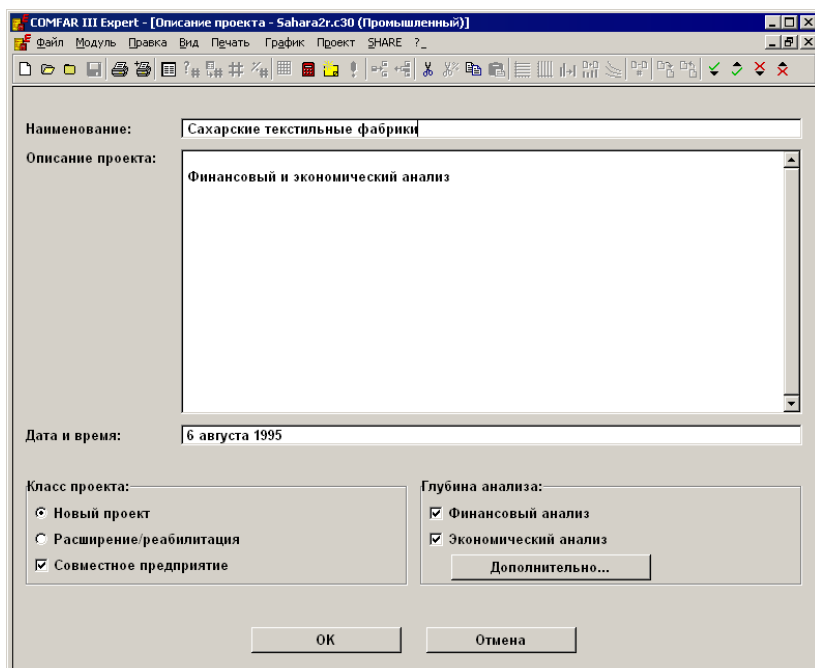 COMFAR III Expert - [Описание проекта - Sahara2r.c30 (Промышленный)]
Файл Модуль Правка Вид Печать График Проект SHARE ?_
Наименование: Сахарские текстильные фабрики
Описание проекта:
Финансовый и экономический анализ
Дата и время: 6 августа 1995
Класс проекта: Глубина анализа:
Новый проект Финансовый анализ
Расширение/реабилитация Экономический анализ
Совместное предприятие Дополнительно...
OK Отмена